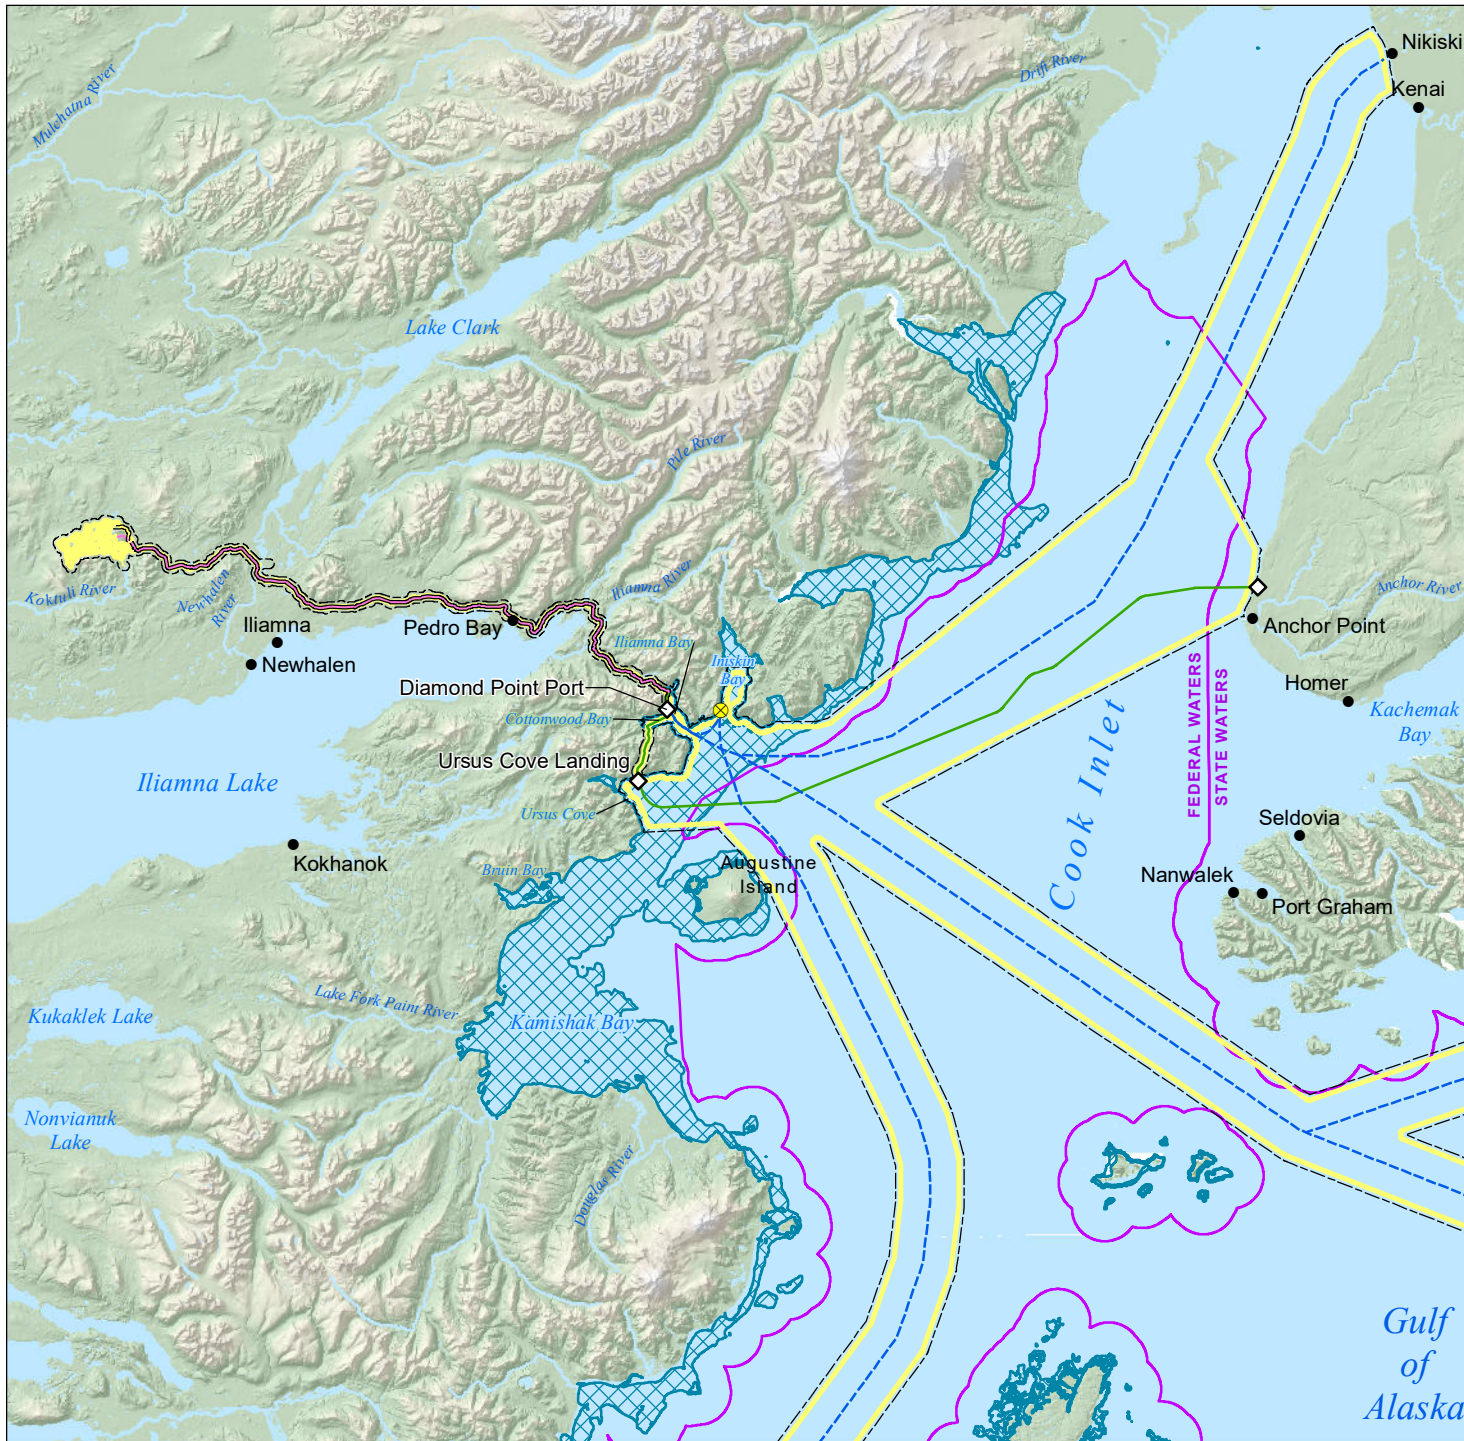 Nikiski
Kenai
Drift River
Mulchatna River
Lake Clark
Pile River
Koktuli River
Newhalen
River
Iliamna River
Anchor River
Iliamna
Pedro Bay
Anchor Point
Newhalen
Iliamna Bay
Iniskin
Bay
Diamond Point Port
Homer
Cottonwood Bay
Kachemak
Bay
Ursus Cove Landing
FEDERAL WATERS
STATE WATERS
Cook Inlet
Iliamna Lake
Ursus Cove
Seldovia
Kokhanok
Bruin Bay
Augustine
Island
Nanwalek
Port Graham
Lake Fork Paint River
Kukaklek Lake
Kamishak Bay
Nonvianuk
Lake
Douglas River
Gulf
of
Alaska